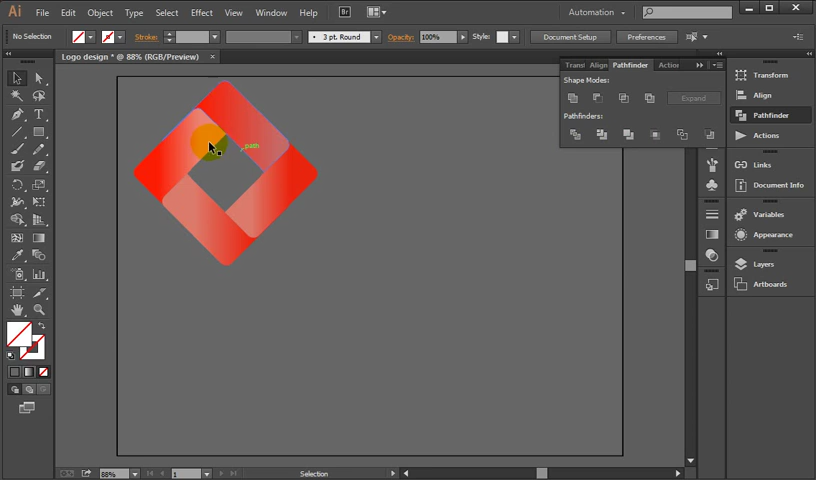 Ai File Edit Object Type Select Effect View Window Help Br Automation
No Selection Stroke: 3 pt. Round Opacity: 100% Style: Document Setup Preferences
Logo design * @ 88% (RGB/Preview) ×
Transf Align Pathfinder Action
Shape Modes:
Expand
Pathfinders:
Transform
Align
Pathfinder
Actions
Links
Document Info
Variables
Appearance
Layers
Artboards
path
88% 1 Selection